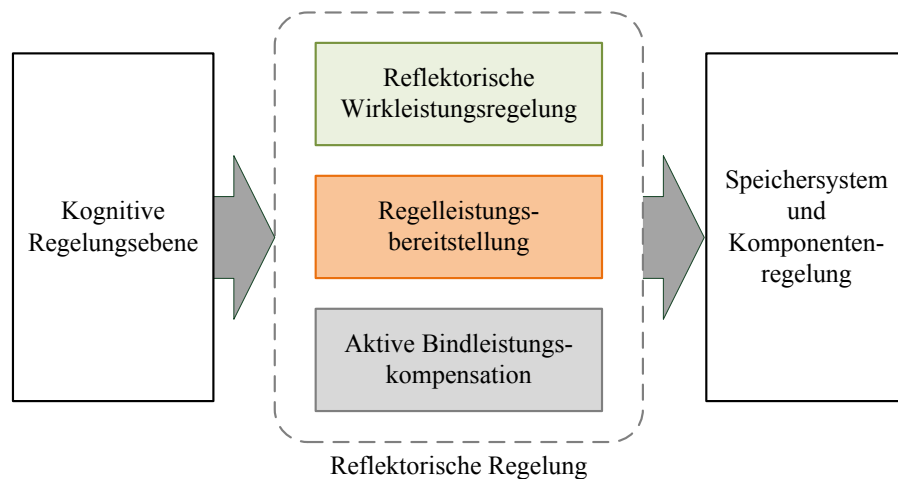 Kognitive
Regelungsebene
Reflektorische
Wirkleistungsregelung
Regelleistungs-
bereitstellung
Aktive Bindleistungs-
kompensation
Reflektorische Regelung
Speichersystem
und
Komponenten-
regelung